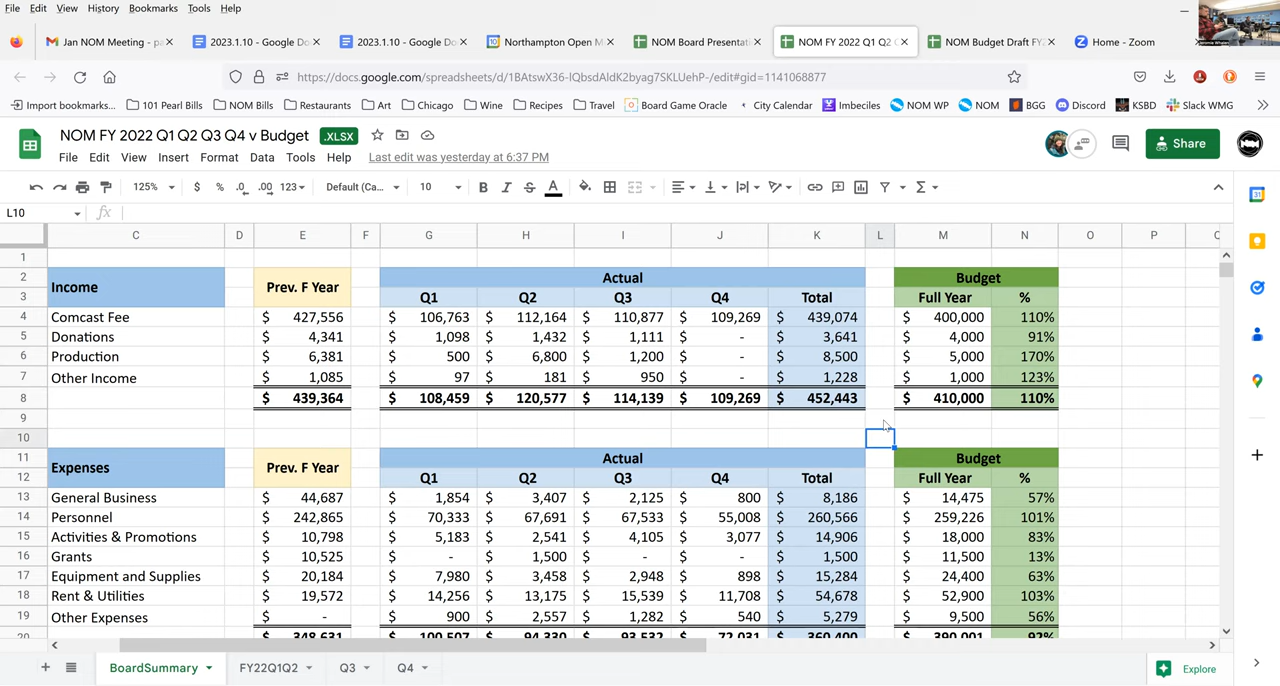 File Edit View History Bookmarks Tools Help
Jan NOM Meeting - pa
2023.1.10 - Google Do
2023.1.10 - Google Do
Northampton Open M
NOM Board Presentat
NOM FY 2022 Q1 Q2
NOM Budget Draft FY
Home - Zoom
https://docs.google.com/spreadsheets/d/1BAtswX36-lQbsdAldK2byag7SKLUehP-/edit#gid=1141068877
Import bookmarks... 101 Pearl Bills NOM Bills Restaurants Art Chicago Wine Recipes Travel Board Game Oracle City Calendar Imbeciles NOM WP NOM BGG Discord KSBD Slack WMG
NOM FY 2022 Q1 Q2 Q3 Q4 v Budget .XLSX
File Edit View Insert Format Data Tools Help Last edit was yesterday at 6:37 PM
Share
125% $ % .0 .00 123 Default (Ca... 10 B I S A
L10 fx
C D E F G H I J K L M N O P
1
2 Income Prev. F Year Actual Budget
3 Q1 Q2 Q3 Q4 Total Full Year %
4 Comcast Fee $ 427,556 $ 106,763 $ 112,164 $ 110,877 $ 109,269 $ 439,074 $ 400,000 110%
5 Donations $ 4,341 $ 1,098 $ 1,432 $ 1,111 $ - $ 3,641 $ 4,000 91%
6 Production $ 6,381 $ 500 $ 6,800 $ 1,200 $ - $ 8,500 $ 5,000 170%
7 Other Income $ 1,085 $ 97 $ 181 $ 950 $ - $ 1,228 $ 1,000 123%
8 $ 439,364 $ 108,459 $ 120,577 $ 114,139 $ 109,269 $ 452,443 $ 410,000 110%
9
10
11 Expenses Prev. F Year Actual Budget
12 Q1 Q2 Q3 Q4 Total Full Year %
13 General Business $ 44,687 $ 1,854 $ 3,407 $ 2,125 $ 800 $ 8,186 $ 14,475 57%
14 Personnel $ 242,865 $ 70,333 $ 67,691 $ 67,533 $ 55,008 $ 260,566 $ 259,226 101%
15 Activities & Promotions $ 10,798 $ 5,183 $ 2,541 $ 4,105 $ 3,077 $ 14,906 $ 18,000 83%
16 Grants $ 10,525 $ - $ 1,500 $ - $ - $ 1,500 $ 11,500 13%
17 Equipment and Supplies $ 20,184 $ 7,980 $ 3,458 $ 2,948 $ 898 $ 15,284 $ 24,400 63%
18 Rent & Utilities $ 19,572 $ 14,256 $ 13,175 $ 15,539 $ 11,708 $ 54,678 $ 52,900 103%
19 Other Expenses $ - $ 900 $ 2,557 $ 1,282 $ 540 $ 5,279 $ 9,500 56%
20 $ 348,631 $ 100,507 $ 94,330 $ 93,532 $ 72,031 $ 360,400 $ 390,001 92%
BoardSummary FY22Q1Q2 Q3 Q4 Explore